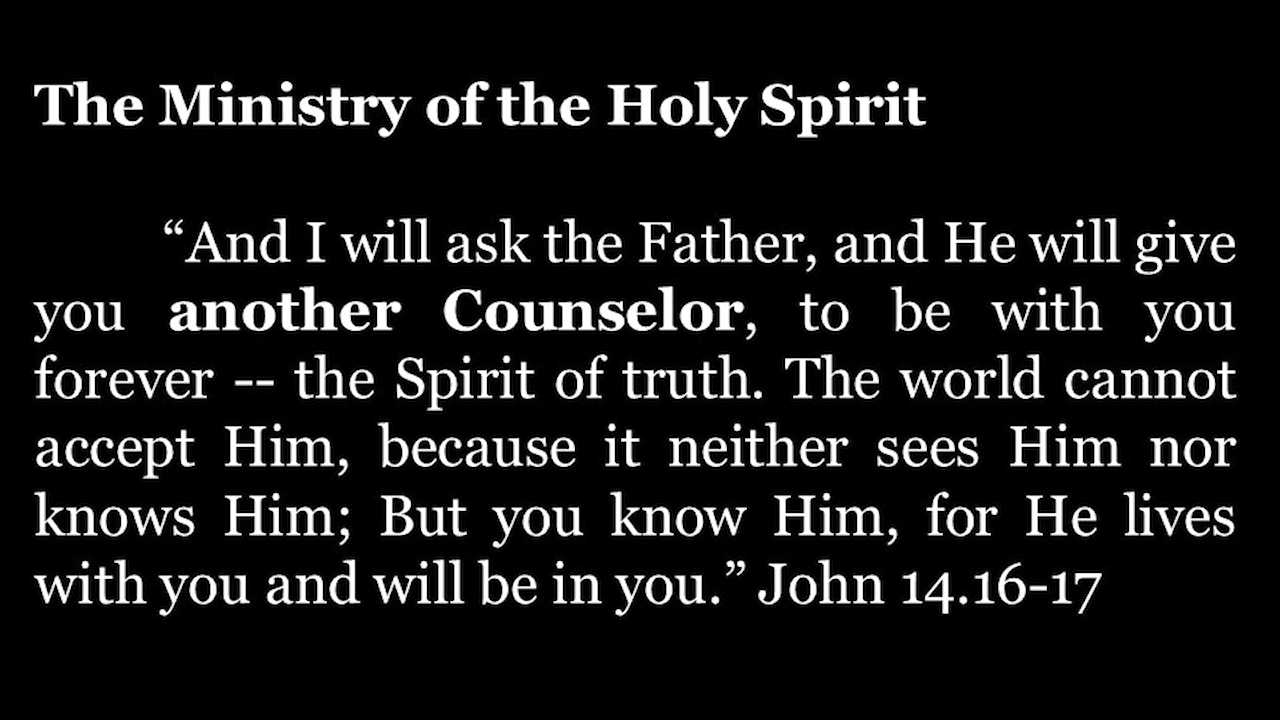 The Ministry of the Holy Spirit
“And I will ask the Father, and He will give
you another Counselor, to be with you
forever -- the Spirit of truth. The world cannot
accept Him, because it neither sees Him nor
knows Him; But you know Him, for He lives
with you and will be in you.” John 14.16-17